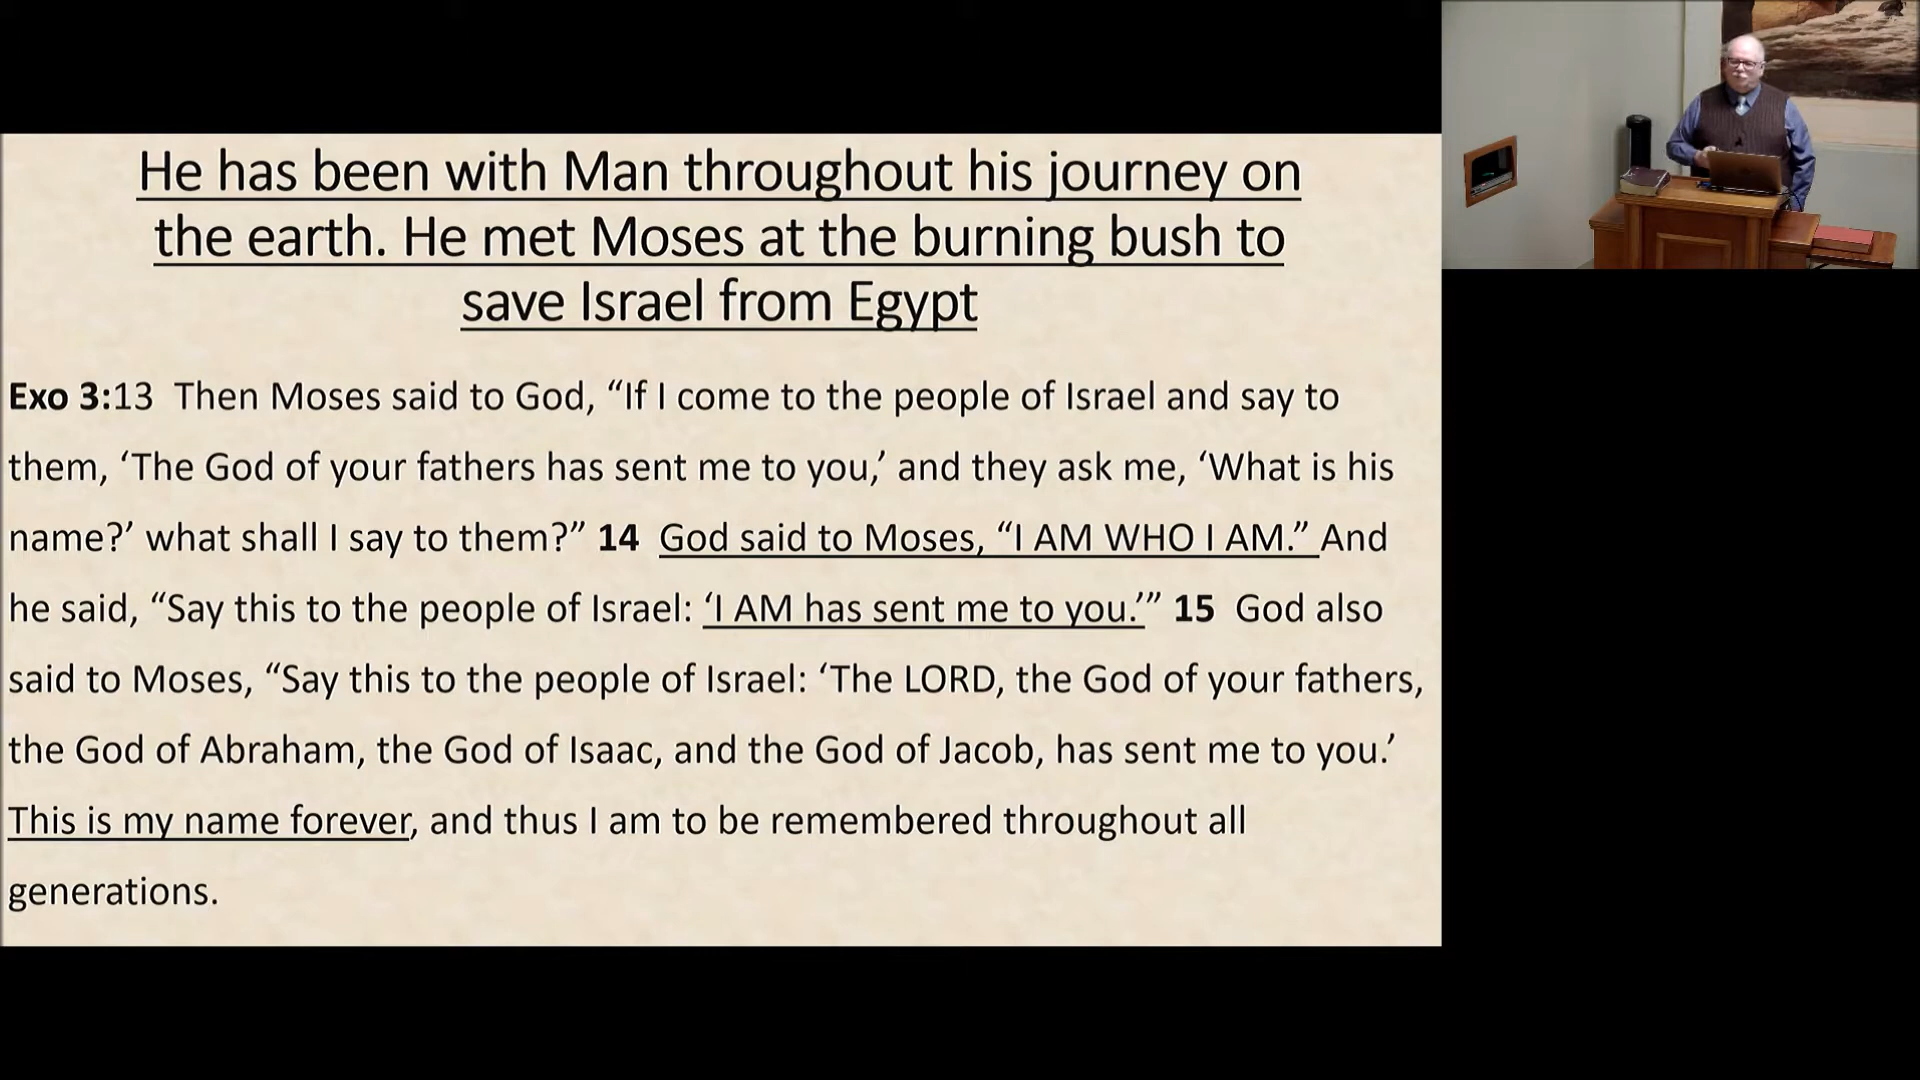 He has been with Man throughout his journey on
the earth. He met Moses at the burning bush to
save Israel from Egypt
Exo 3:13  Then Moses said to God, “If I come to the people of Israel and say to
them, ‘The God of your fathers has sent me to you,’ and they ask me, ‘What is his
name?’ what shall I say to them?” 14  God said to Moses, “I AM WHO I AM.” And
he said, “Say this to the people of Israel: ‘I AM has sent me to you.’” 15  God also
said to Moses, “Say this to the people of Israel: ‘The LORD, the God of your fathers,
the God of Abraham, the God of Isaac, and the God of Jacob, has sent me to you.’
This is my name forever, and thus I am to be remembered throughout all
generations.